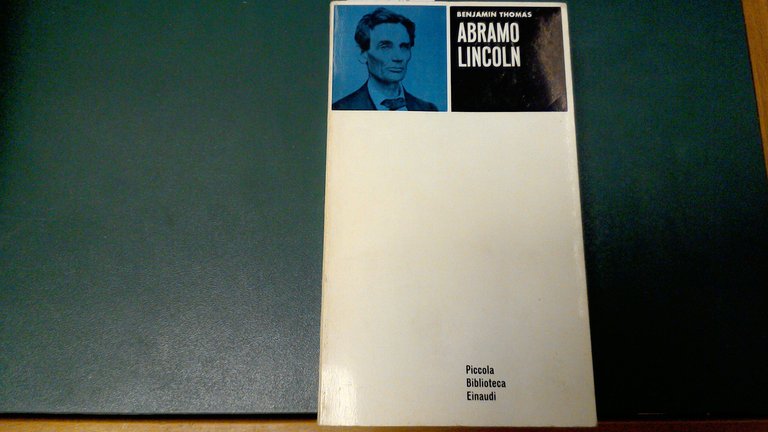 BENJAMIN THOMAS
ABRAMO
LINCOLN
Piccola
Biblioteca
Einaudi